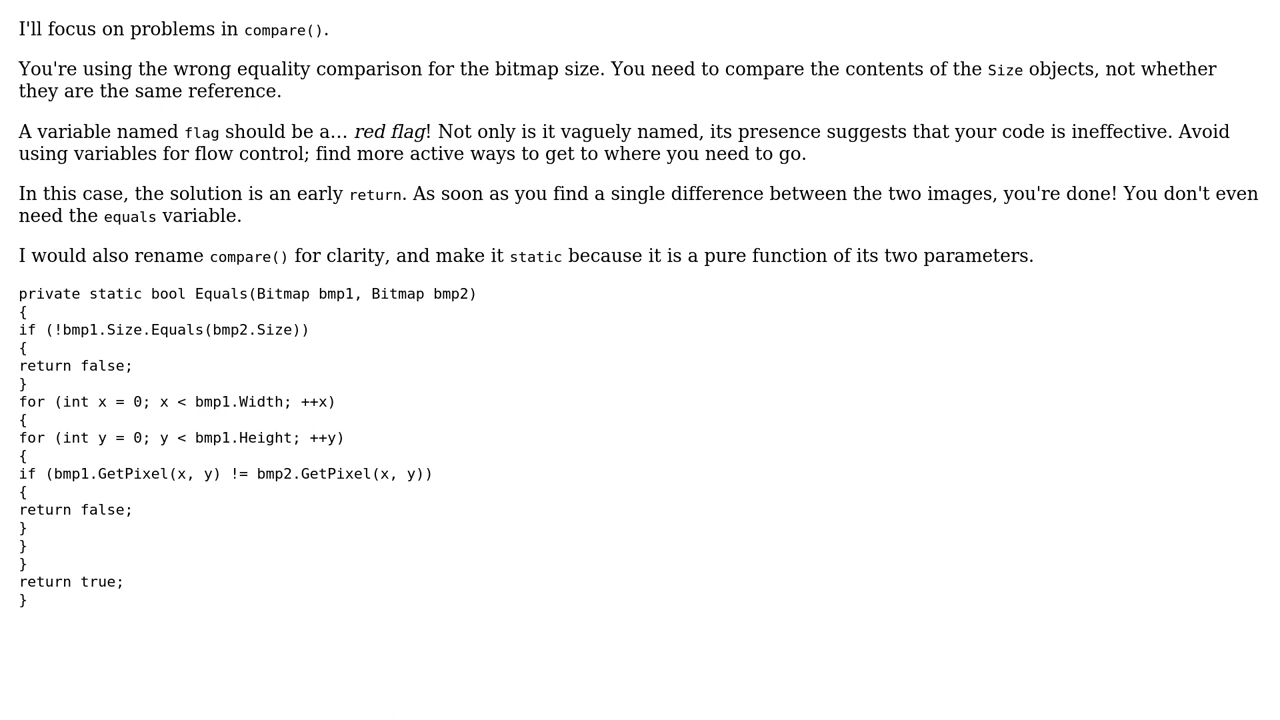 I'll focus on problems in compare().
You're using the wrong equality comparison for the bitmap size. You need to compare the contents of the Size objects, not whether
they are the same reference.
A variable named flag should be a… red flag! Not only is it vaguely named, its presence suggests that your code is ineffective. Avoid
using variables for flow control; find more active ways to get to where you need to go.
In this case, the solution is an early return. As soon as you find a single difference between the two images, you're done! You don't even
need the equals variable.
I would also rename compare() for clarity, and make it static because it is a pure function of its two parameters.
private static bool Equals(Bitmap bmp1, Bitmap bmp2)
{
if (!bmp1.Size.Equals(bmp2.Size))
{
return false;
}
for (int x = 0; x < bmp1.Width; ++x)
{
for (int y = 0; y < bmp1.Height; ++y)
{
if (bmp1.GetPixel(x, y) != bmp2.GetPixel(x, y))
{
return false;
}
}
}
return true;
}